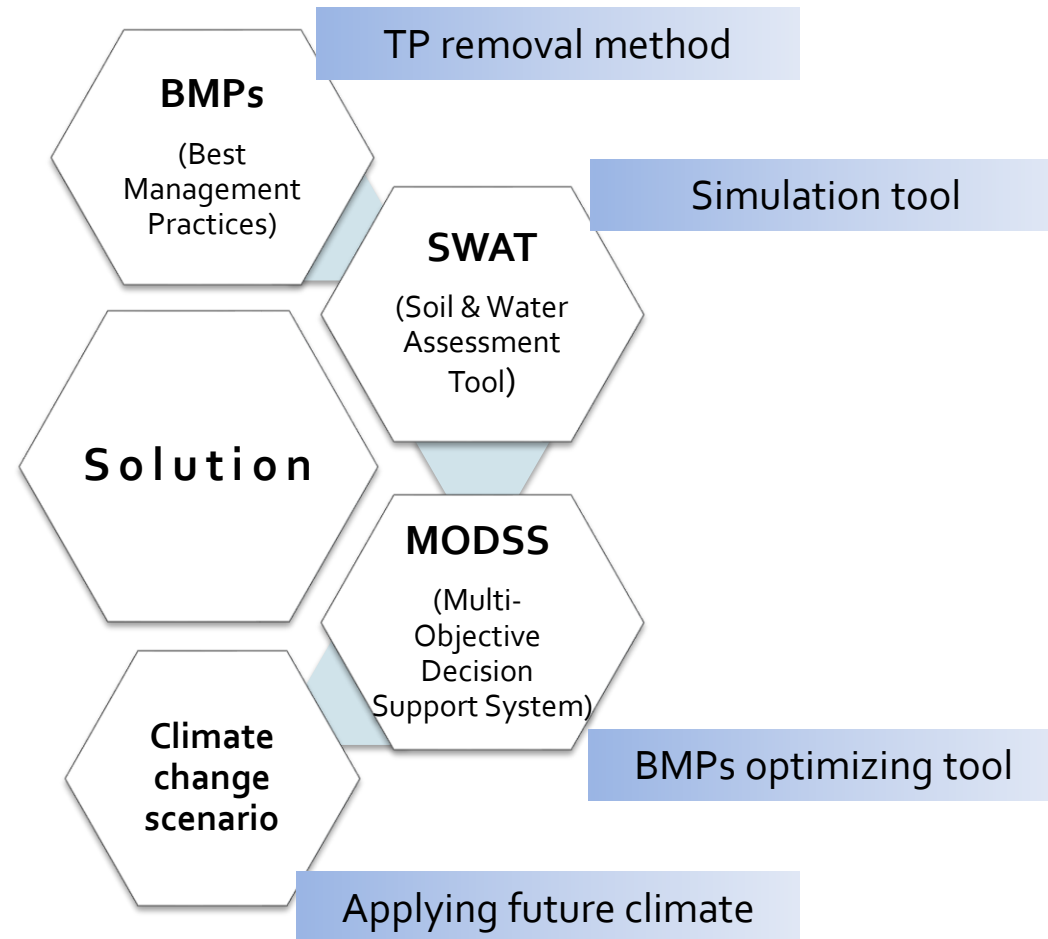 TP removal method
BMPs
(Best
Management
Practices)
Simulation tool
SWAT
(Soil & Water
Assessment
Tool)
Solution
MODSS
(Multi-
Objective
Decision
Support System)
BMPs optimizing tool
Climate
change
scenario
Applying future climate